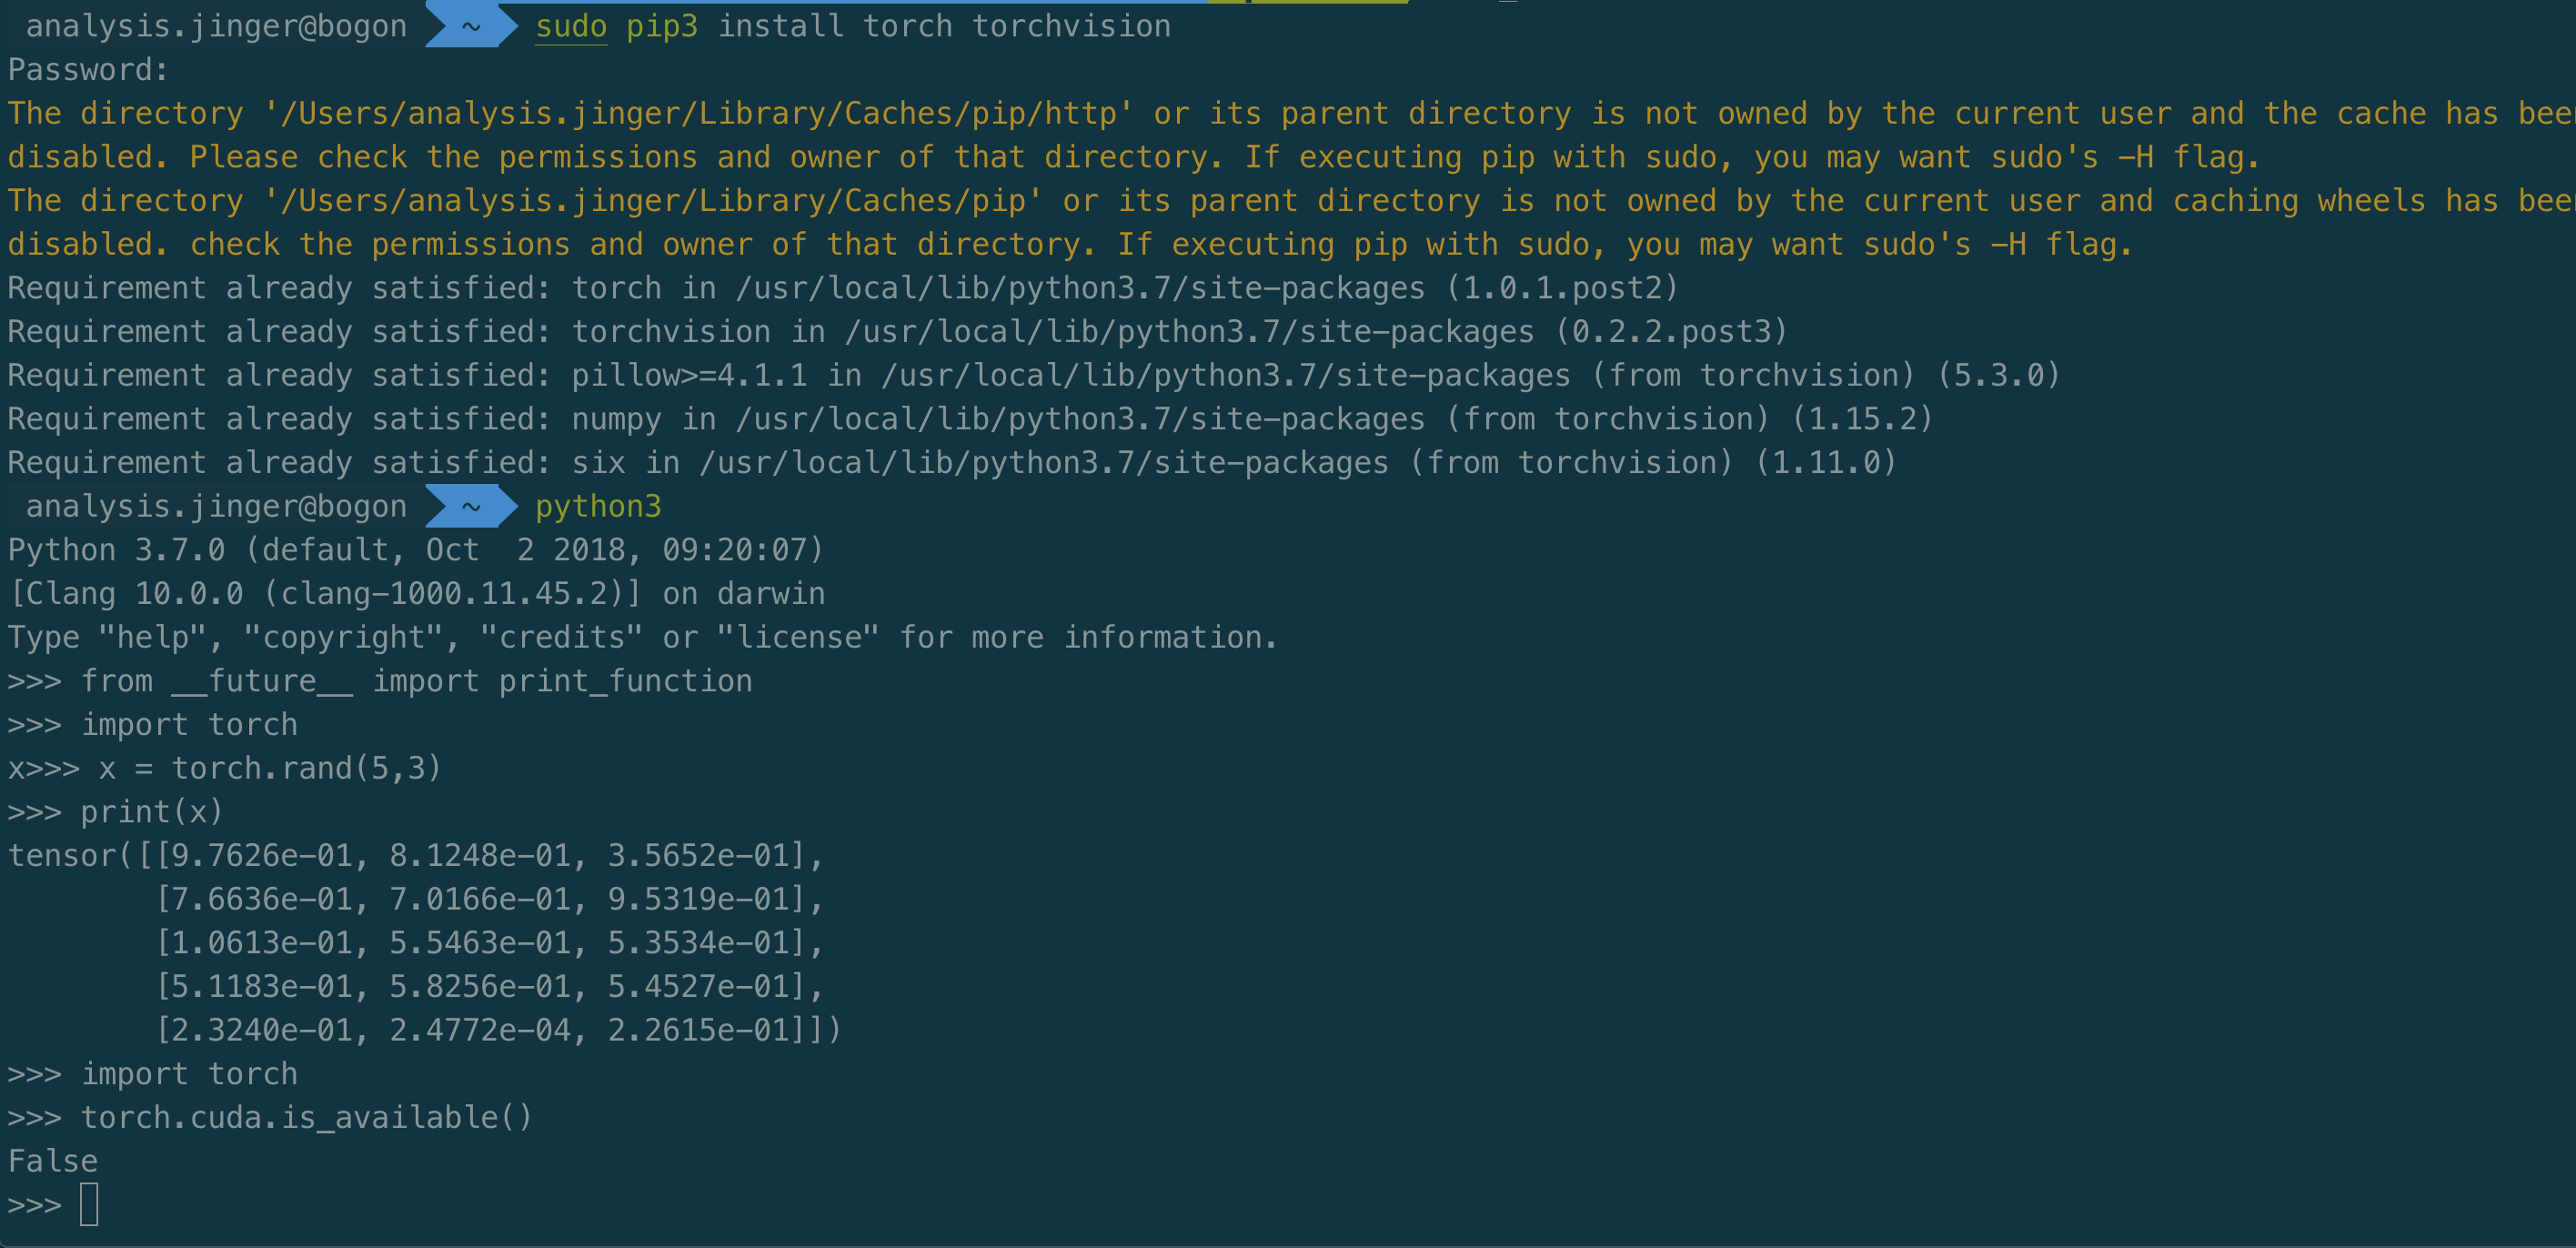 analysis.jinger@bogon ~ sudo pip3 install torch torchvision
Password:
The directory '/Users/analysis.jinger/Library/Caches/pip/http' or its parent directory is not owned by the current user and the cache has
disabled. Please check the permissions and owner of that directory. If executing pip with sudo, you may want sudo's -H flag.
The directory '/Users/analysis.jinger/Library/Caches/pip' or its parent directory is not owned by the current user and caching wheels has
disabled. check the permissions and owner of that directory. If executing pip with sudo, you may want sudo's -H flag.
Requirement already satisfied: torch in /usr/local/lib/python3.7/site-packages (1.0.1.post2)
Requirement already satisfied: torchvision in /usr/local/lib/python3.7/site-packages (0.2.2.post3)
Requirement already satisfied: pillow>=4.1.1 in /usr/local/lib/python3.7/site-packages (from torchvision) (5.3.0)
Requirement already satisfied: numpy in /usr/local/lib/python3.7/site-packages (from torchvision) (1.15.2)
Requirement already satisfied: six in /usr/local/lib/python3.7/site-packages (from torchvision) (1.11.0)
analysis.jinger@bogon ~ python3
Python 3.7.0 (default, Oct  2 2018, 09:20:07)
[Clang 10.0.0 (clang-1000.11.45.2)] on darwin
Type "help", "copyright", "credits" or "license" for more information.
>>> from __future__ import print_function
>>> import torch
x>>> x = torch.rand(5,3)
>>> print(x)
tensor([[9.7626e-01, 8.1248e-01, 3.5652e-01],
        [7.6636e-01, 7.0166e-01, 9.5319e-01],
        [1.0613e-01, 5.5463e-01, 5.3534e-01],
        [5.1183e-01, 5.8256e-01, 5.4527e-01],
        [2.3240e-01, 2.4772e-04, 2.2615e-01]])
>>> import torch
>>> torch.cuda.is_available()
False
>>>